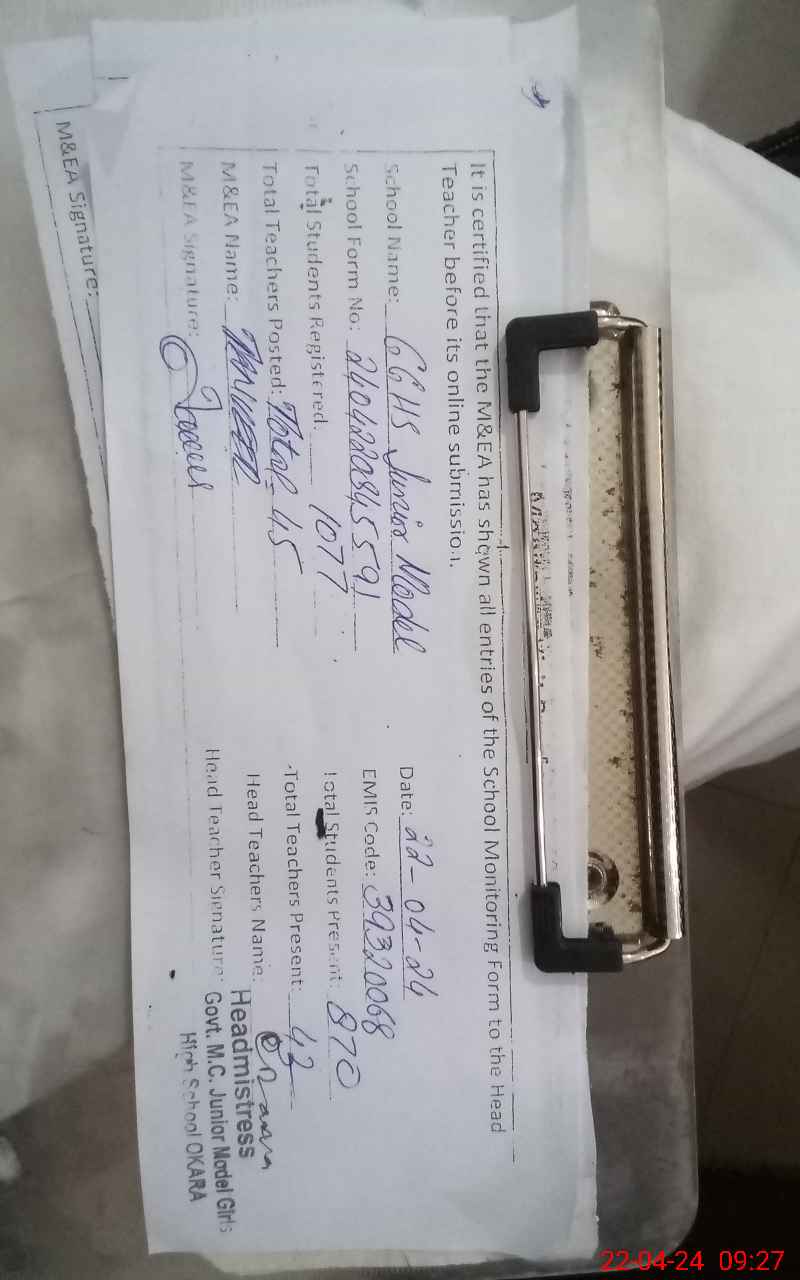 It is certified that the M&EA has shown all entries of the School Monitoring Form to the Head
Teacher before its online submission.
School Name: GGHS Junior Model Date: 22-04-24
School Form No: 2404220845591 EMIS Code: 39320068
Total Students Registered: 1077 Total Students Present: 870
Total Teachers Posted: Total-45 Total Teachers Present: 42
M&EA Name: Head Teachers Name:
M&EA Signature: Head Teacher Signature:
Headmistress
Govt. M.C. Junior Model Girls
High School OKARA
M&EA Signature:
22-04-24 09:27